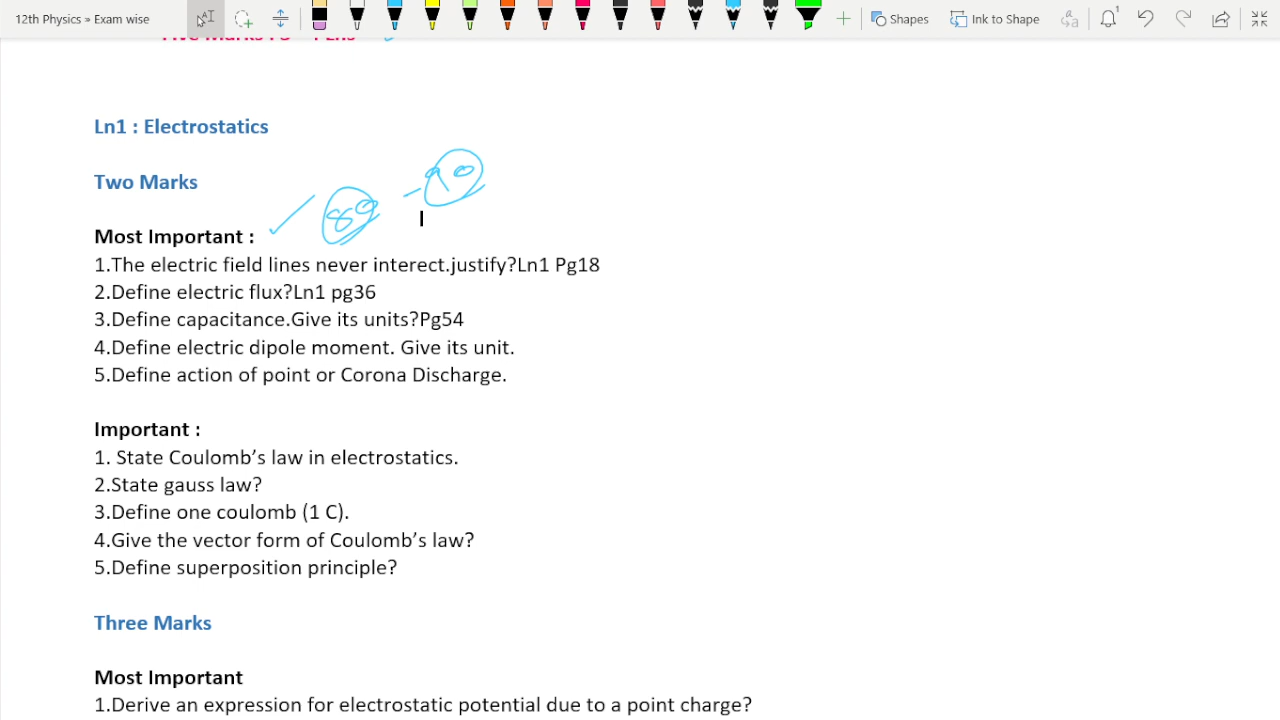 12th Physics » Exam wise
Shapes
Ink to Shape
Ln1 : Electrostatics
Two Marks
89 - 90
Most Important :
1.The electric field lines never interect.justify?Ln1 Pg18
2.Define electric flux?Ln1 pg36
3.Define capacitance.Give its units?Pg54
4.Define electric dipole moment. Give its unit.
5.Define action of point or Corona Discharge.
Important :
1. State Coulomb’s law in electrostatics.
2.State gauss law?
3.Define one coulomb (1 C).
4.Give the vector form of Coulomb’s law?
5.Define superposition principle?
Three Marks
Most Important
1.Derive an expression for electrostatic potential due to a point charge?